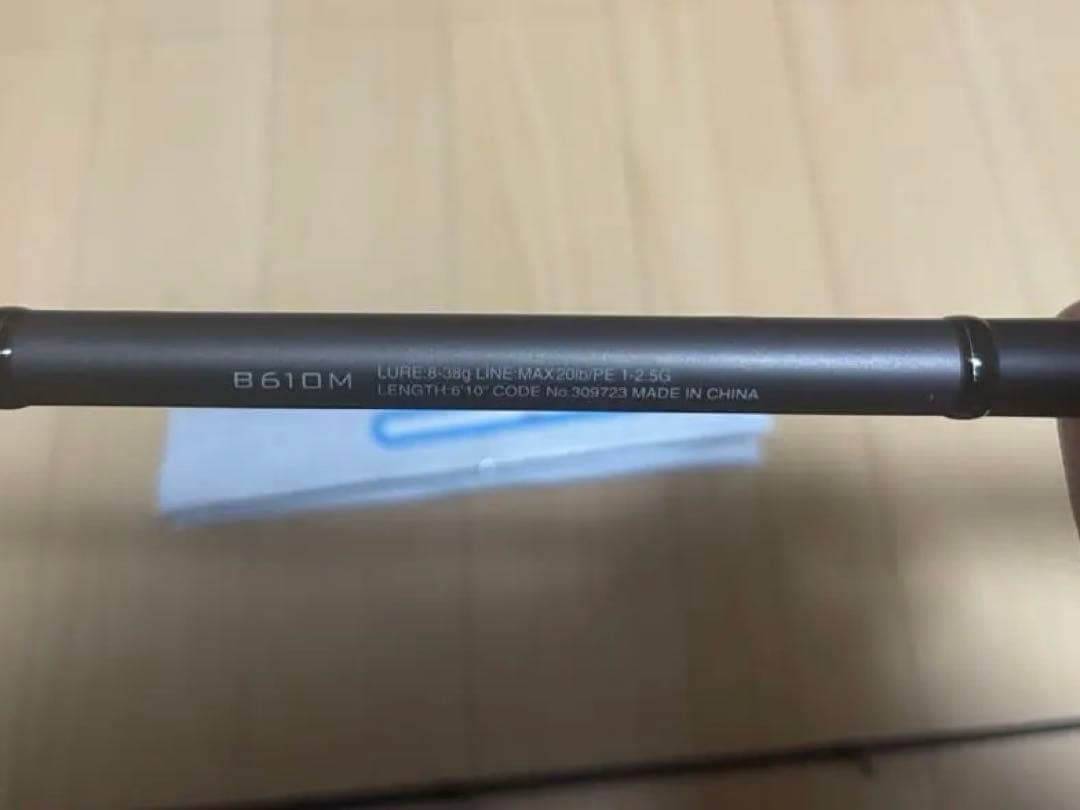 B610M
LURE:8-38g LINE:MAX20lb/PE 1-2.5G
LENGTH:6'10" CODE No.309723 MADE IN CHINA